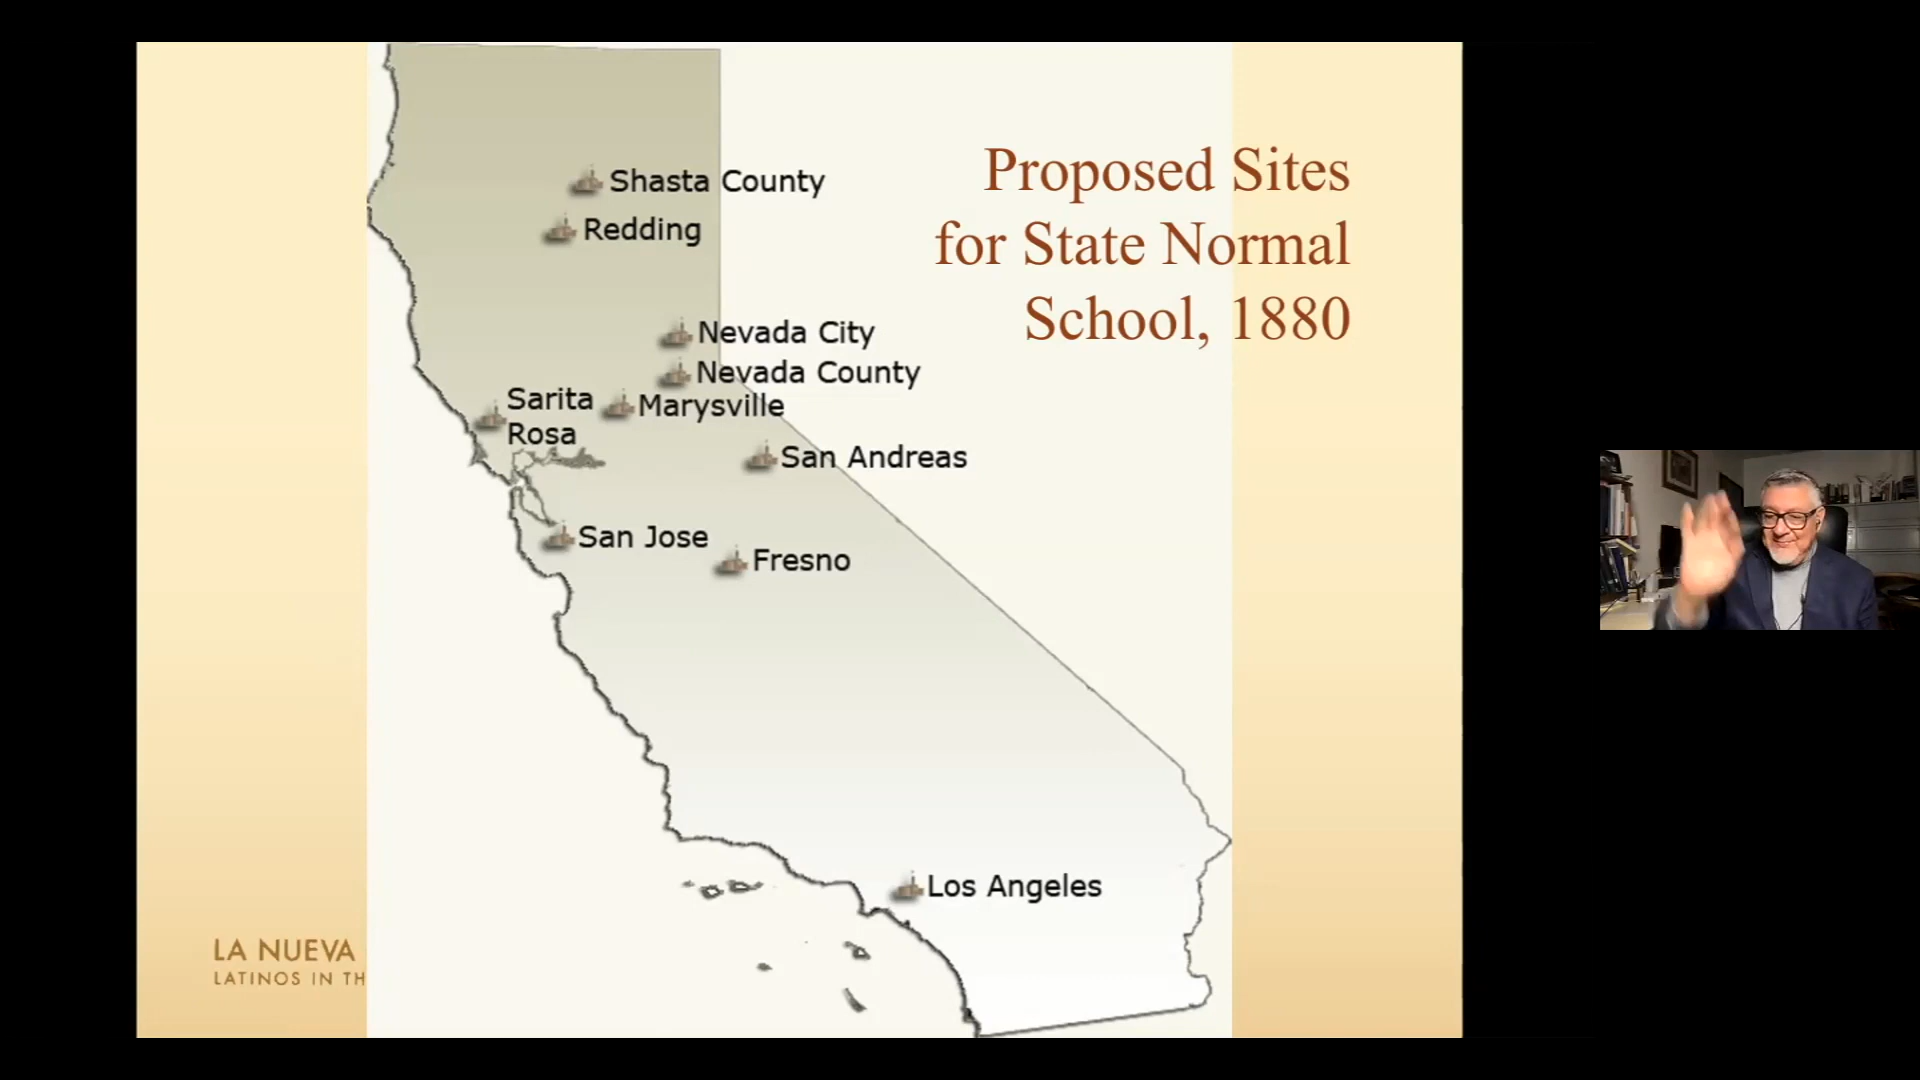 Proposed Sites
for State Normal
School, 1880
Shasta County
Redding
Nevada City
Nevada County
Sarita
Rosa
Marysville
San Andreas
San Jose
Fresno
Los Angeles
LA NUEVA
LATINOS IN TH